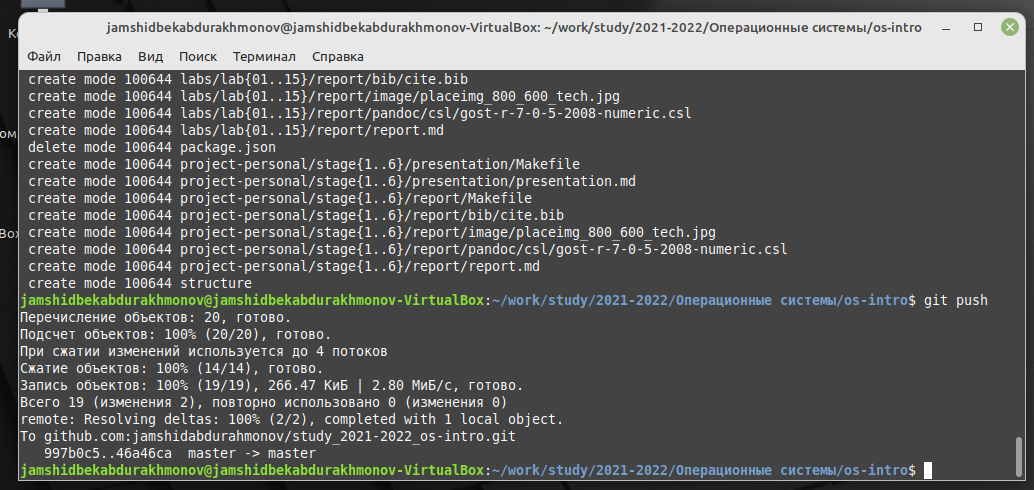 jamshidbekabdurakhmonov@jamshidbekabdurakhmonov-VirtualBox: ~/work/study/2021-2022/Операционные системы/os-intro
Файл Правка Вид Поиск Терминал Справка
create mode 100644 labs/lab{01..15}/report/bib/cite.bib
create mode 100644 labs/lab{01..15}/report/image/placeimg_800_600_tech.jpg
create mode 100644 labs/lab{01..15}/report/pandoc/csl/gost-r-7-0-5-2008-numeric.csl
create mode 100644 labs/lab{01..15}/report/report.md
delete mode 100644 package.json
create mode 100644 project-personal/stage{1..6}/presentation/Makefile
create mode 100644 project-personal/stage{1..6}/presentation/presentation.md
create mode 100644 project-personal/stage{1..6}/report/Makefile
create mode 100644 project-personal/stage{1..6}/report/bib/cite.bib
create mode 100644 project-personal/stage{1..6}/report/image/placeimg_800_600_tech.jpg
create mode 100644 project-personal/stage{1..6}/report/pandoc/csl/gost-r-7-0-5-2008-numeric.csl
create mode 100644 project-personal/stage{1..6}/report/report.md
create mode 100644 structure
jamshidbekabdurakhmonov@jamshidbekabdurakhmonov-VirtualBox:~/work/study/2021-2022/Операционные системы/os-intro$ git push
Перечисление объектов: 20, готово.
Подсчет объектов: 100% (20/20), готово.
При сжатии изменений используется до 4 потоков
Сжатие объектов: 100% (14/14), готово.
Запись объектов: 100% (19/19), 266.47 КиБ | 2.80 МиБ/с, готово.
Всего 19 (изменения 2), повторно использовано 0 (изменения 0)
remote: Resolving deltas: 100% (2/2), completed with 1 local object.
To github.com:jamshidabdurahmonov/study_2021-2022_os-intro.git
997b0c5..46a46ca master -> master
jamshidbekabdurakhmonov@jamshidbekabdurakhmonov-VirtualBox:~/work/study/2021-2022/Операционные системы/os-intro$